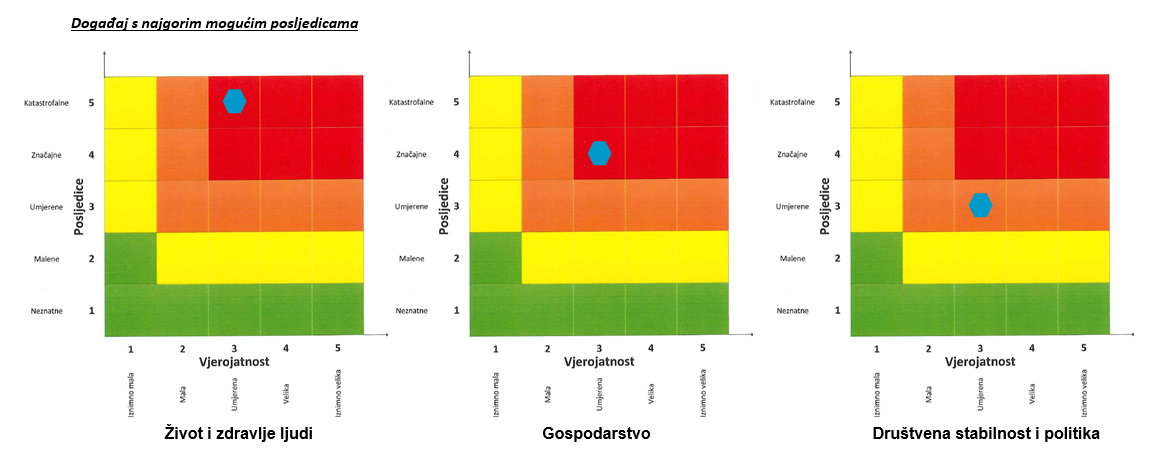 Događaj s najgorim mogućim posljedicama
Posljedice
Katastrofalne 5
Značajne 4
Umjerene 3
Malene 2
Neznatne 1
1 2 3 4 5
Vjerojatnost
Iznimno mala
Mala
Umjerena
Velika
Iznimno velika
Život i zdravlje ljudi
Posljedice
Katastrofalne 5
Značajne 4
Umjerene 3
Malene 2
Neznatne 1
1 2 3 4 5
Vjerojatnost
Iznimno mala
Mala
Umjerena
Velika
Iznimno velika
Gospodarstvo
Posljedice
Katastrofalne 5
Značajne 4
Umjerene 3
Malene 2
Neznatne 1
1 2 3 4 5
Vjerojatnost
Iznimno mala
Mala
Umjerena
Velika
Iznimno velika
Društvena stabilnost i politika